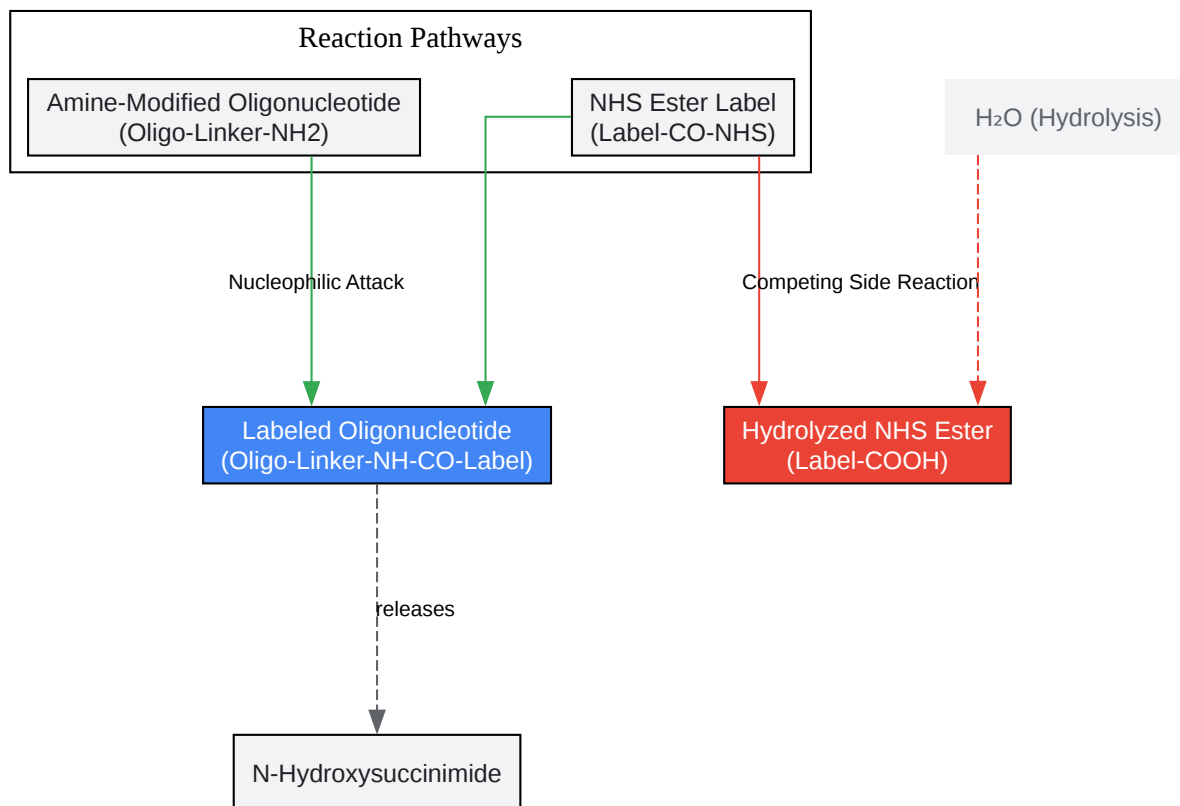 Reaction Pathways
Amine-Modified Oligonucleotide
(Oligo-Linker-NH2)
NHS Ester Label
(Label-CO-NHS)
H₂O (Hydrolysis)
Nucleophilic Attack
Competing Side Reaction
Labeled Oligonucleotide
(Oligo-Linker-NH-CO-Label)
Hydrolyzed NHS Ester
(Label-COOH)
releases
N-Hydroxysuccinimide